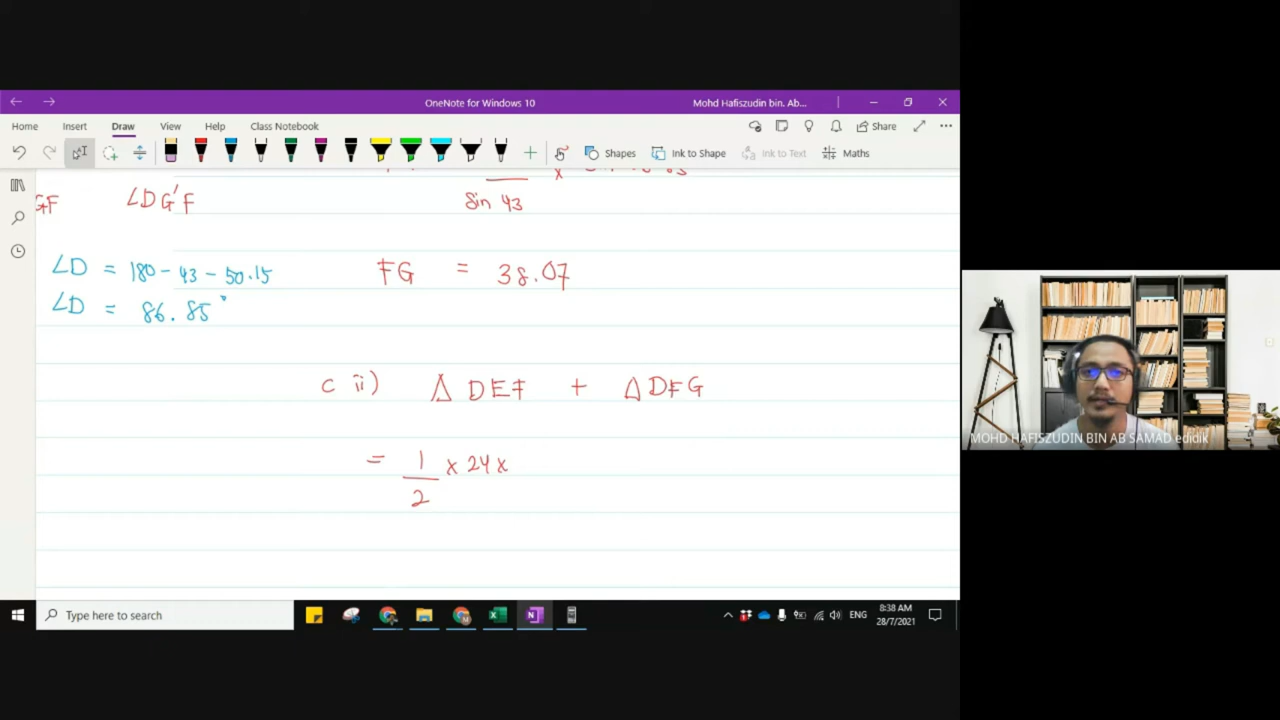 OneNote for Windows 10
Mohd Hafiszudin bin. Ab...
Home Insert Draw View Help Class Notebook
Share
Shapes Ink to Shape Ink to Text Maths
GF ∠DG'F
sin 43
∠D = 180 - 43 - 50.15
FG = 38.07
∠D = 86.85°
c ii) Δ DEF + Δ DFG
= 1/2 x 24 x
MOHD HAFISZUDIN BIN AB SAMAD edidik
Type here to search
ENG
8:38 AM
28/7/2021